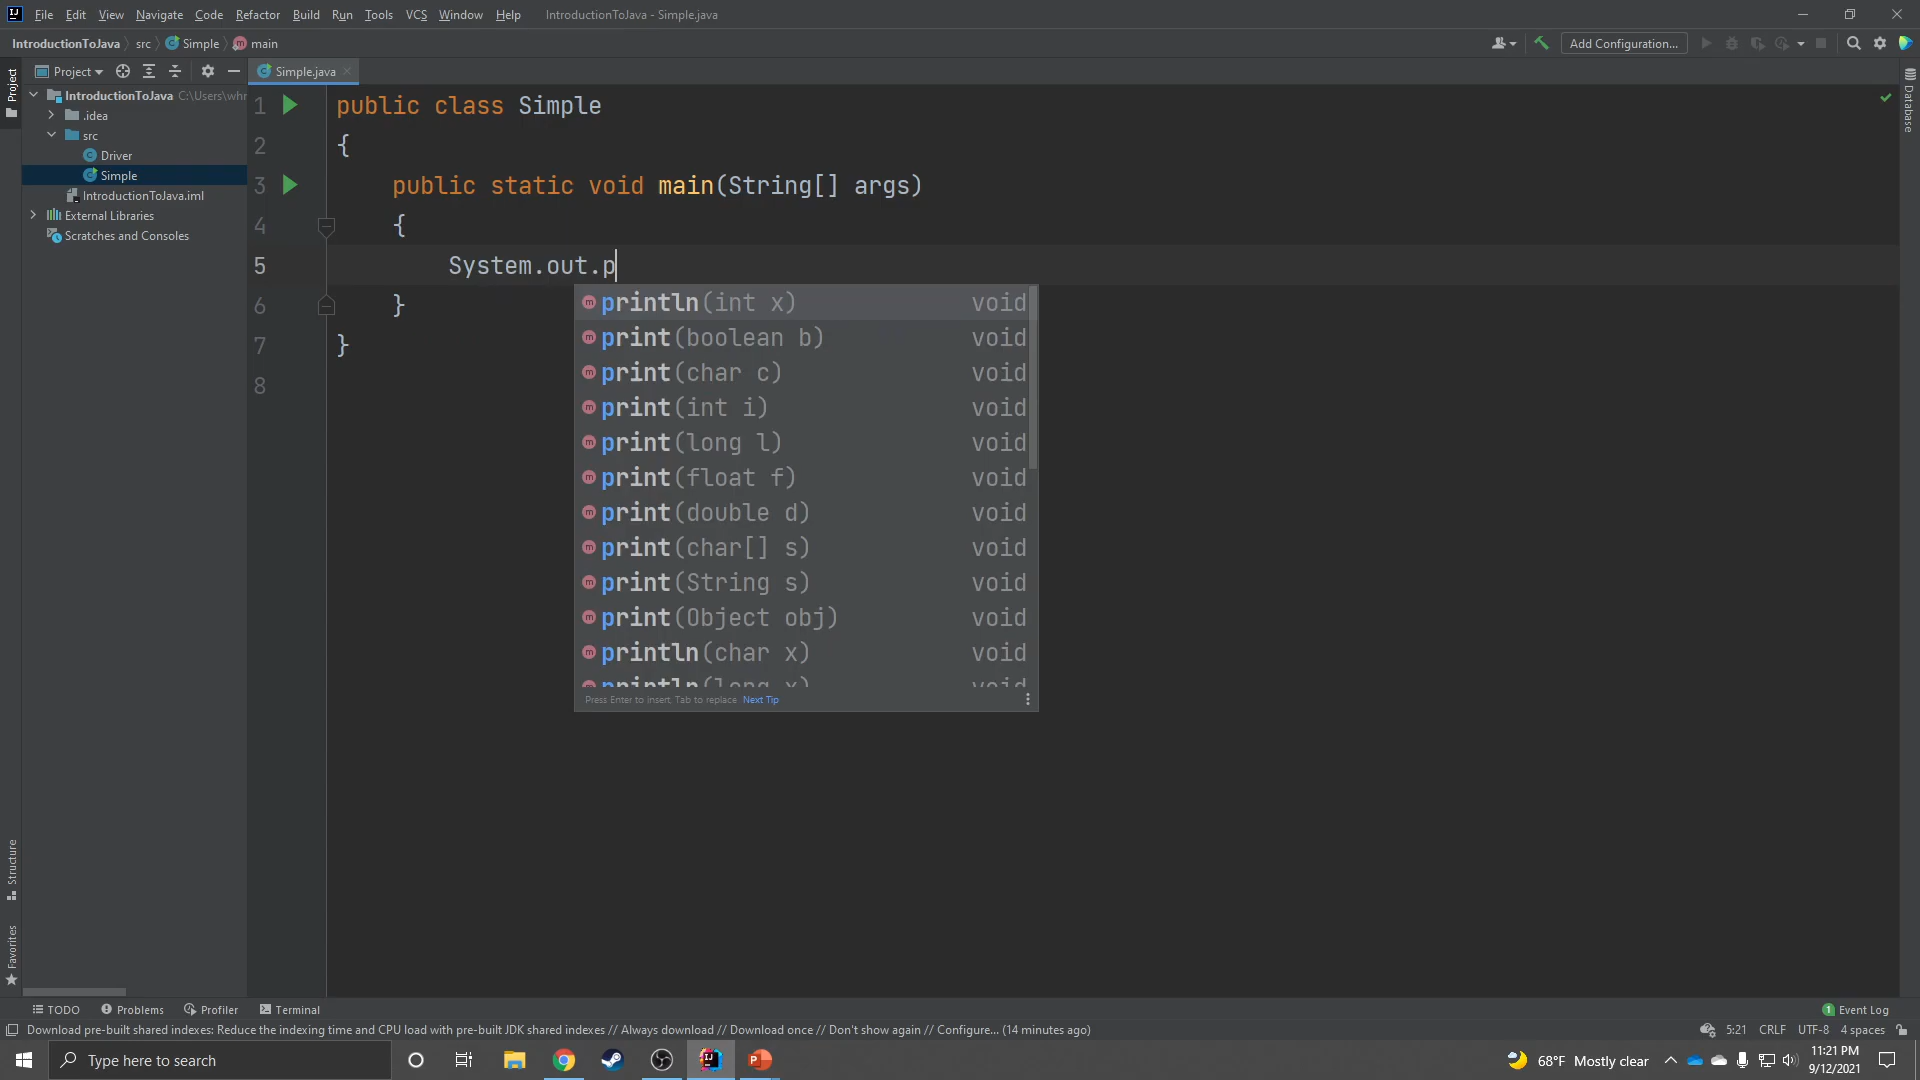 File Edit View Navigate Code Refactor Build Run Tools VCS Window Help IntroductionToJava - Simple.java
IntroductionToJava src Simple main Add Configuration...
Project Simple.java
Project
IntroductionToJava C:\Users\whr
.idea
src
Driver
Simple
IntroductionToJava.iml
External Libraries
Scratches and Consoles
1 public class Simple
2 {
3 public static void main(String[] args)
4 {
5 System.out.p
6 }
7 }
8
println(int x) void
print(boolean b) void
print(char c) void
print(int i) void
print(long l) void
print(float f) void
print(double d) void
print(char[] s) void
print(String s) void
print(Object obj) void
println(char x) void
println(long x) void
Press Enter to insert, Tab to replace Next Tip
Database
Structure
Favorites
TODO Problems Profiler Terminal 1 Event Log
Download pre-built shared indexes: Reduce the indexing time and CPU load with pre-built JDK shared indexes // Always download // Download once // Don't show again // Configure... (14 minutes ago) 5:21 CRLF UTF-8 4 spaces
Type here to search 68°F Mostly clear 11:21 PM
9/12/2021